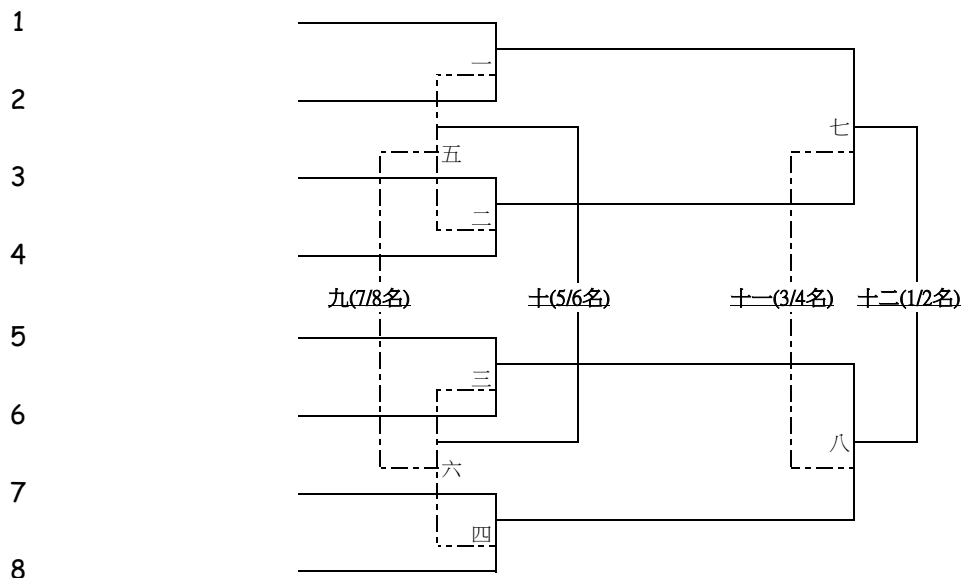 1
一
2
七
五
3
二
4
九(7/8名) 十(5/6名) 十一(3/4名) 十二(1/2名)
5
三
6
八
六
7
四
8